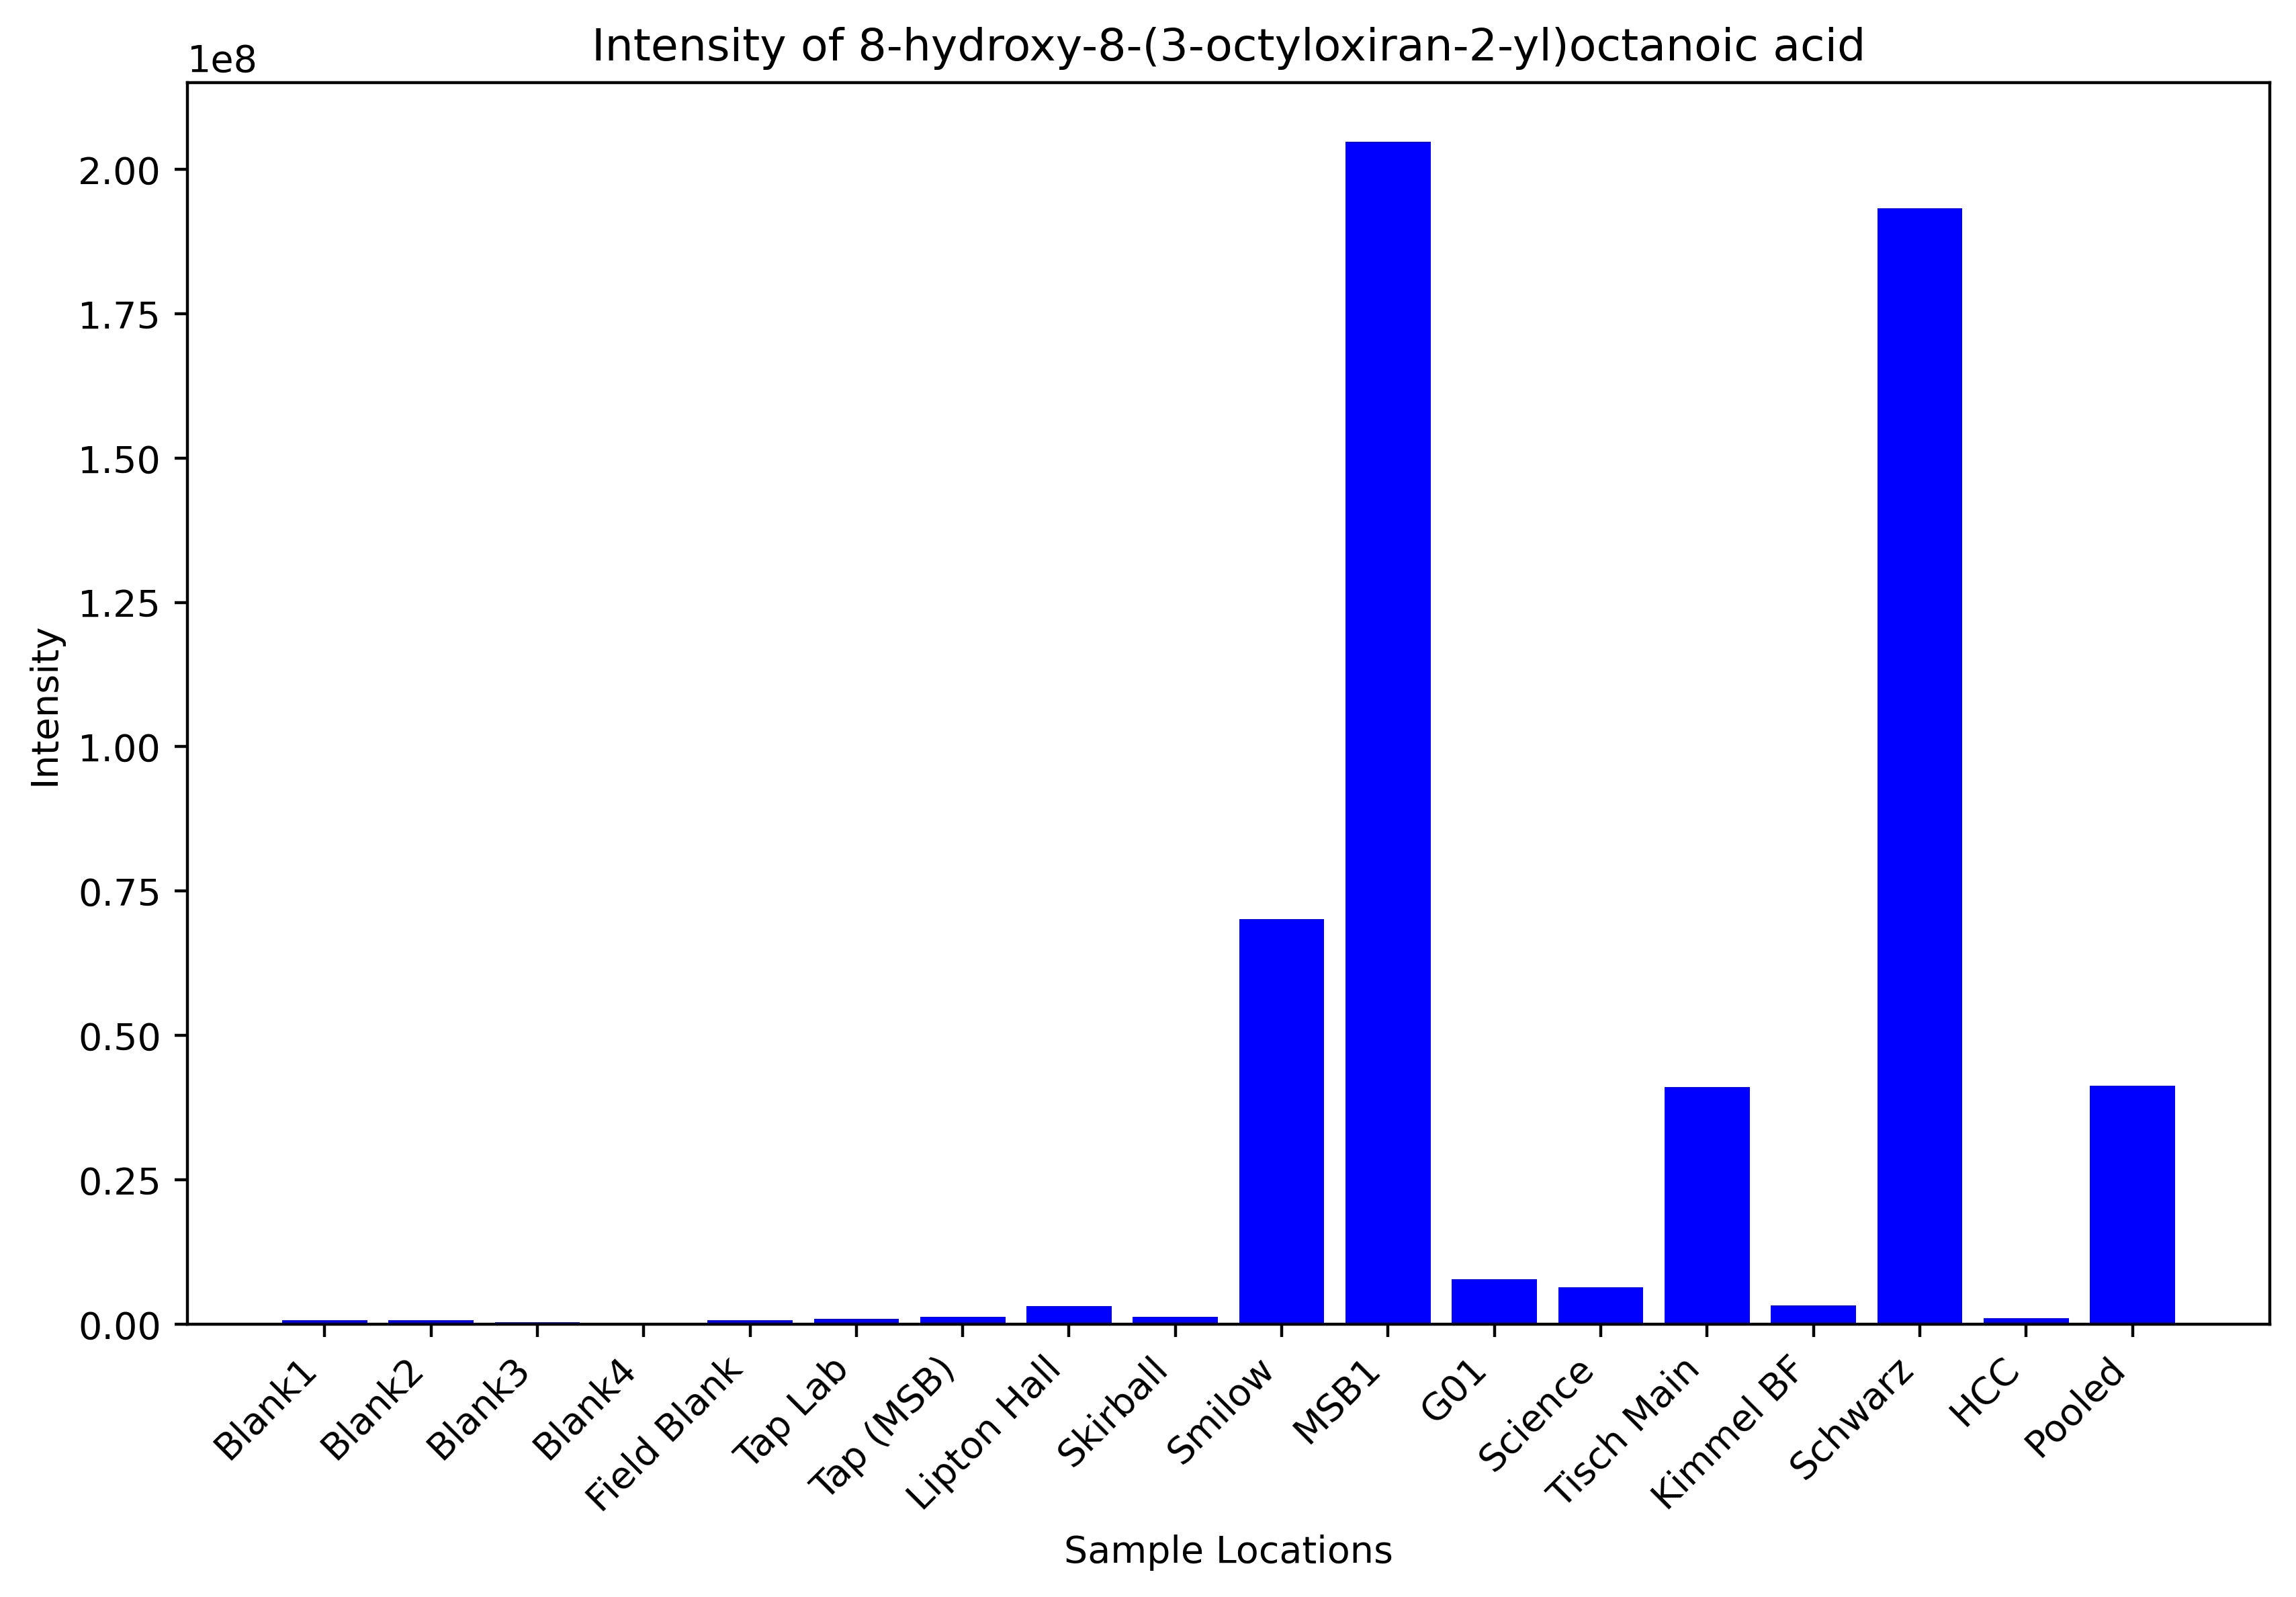 Intensity of 8-hydroxy-8-(3-octyloxiran-2-yl)octanoic acid
1e8
2.00
1.75
1.50
1.25
1.00
0.75
0.50
0.25
0.00
Intensity
Blank1
Blank2
Blank3
Blank4
Field Blank
Tap Lab
Tap (MSB)
Lipton Hall
Skirball
Smilow
MSB1
G01
Science
Tisch Main
Kimmel BF
Schwarz
HCC
Pooled
Sample Locations